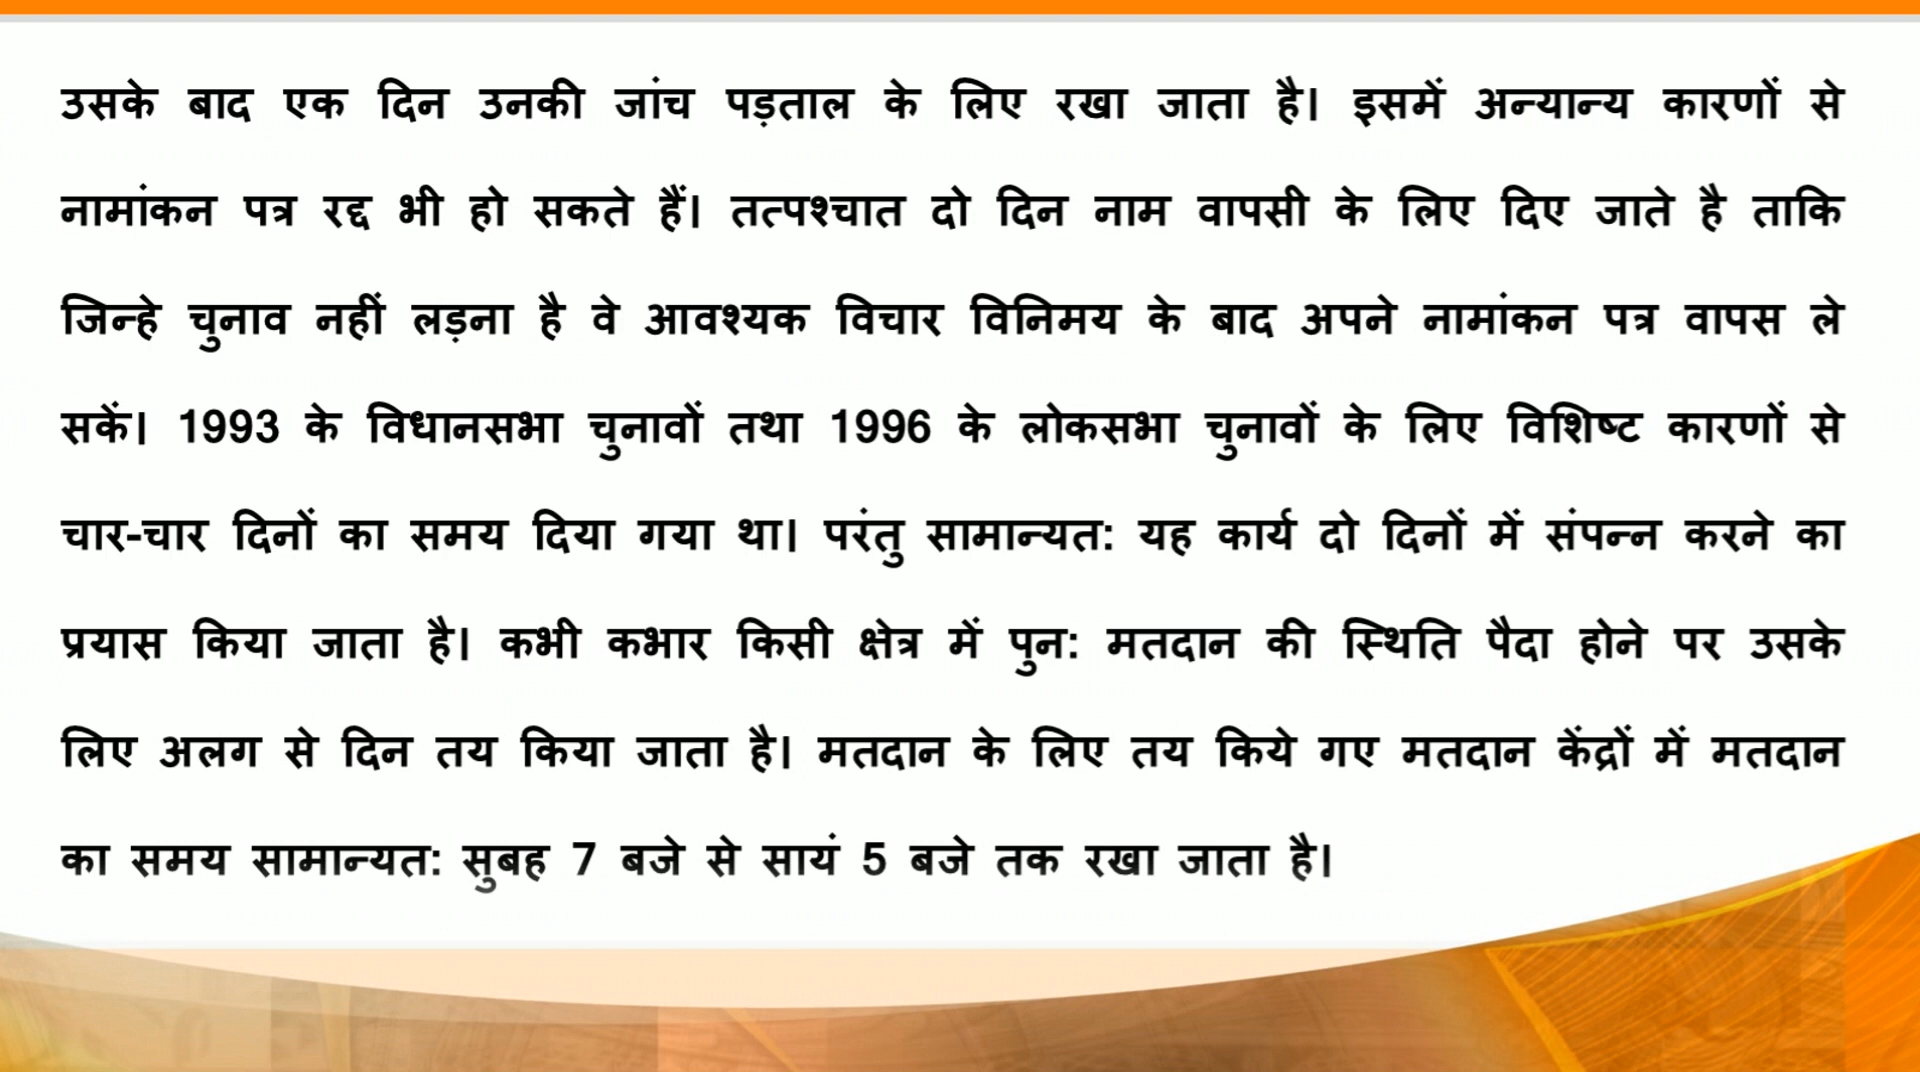 उसके बाद एक दिन उनकी जांच पड़ताल के लिए रखा जाता है। इसमें अन्यान्य कारणों से
नामांकन पत्र रद्द भी हो सकते हैं। तत्पश्चात दो दिन नाम वापसी के लिए दिए जाते है ताकि
जिन्हे चुनाव नहीं लड़ना है वे आवश्यक विचार विनिमय के बाद अपने नामांकन पत्र वापस ले
सकें। 1993 के विधानसभा चुनावों तथा 1996 के लोकसभा चुनावों के लिए विशिष्ट कारणों से
चार-चार दिनों का समय दिया गया था। परंतु सामान्यत: यह कार्य दो दिनों में संपन्न करने का
प्रयास किया जाता है। कभी कभार किसी क्षेत्र में पुन: मतदान की स्थिति पैदा होने पर उसके
लिए अलग से दिन तय किया जाता है। मतदान के लिए तय किये गए मतदान केंद्रों में मतदान
का समय सामान्यत: सुबह 7 बजे से सायं 5 बजे तक रखा जाता है।